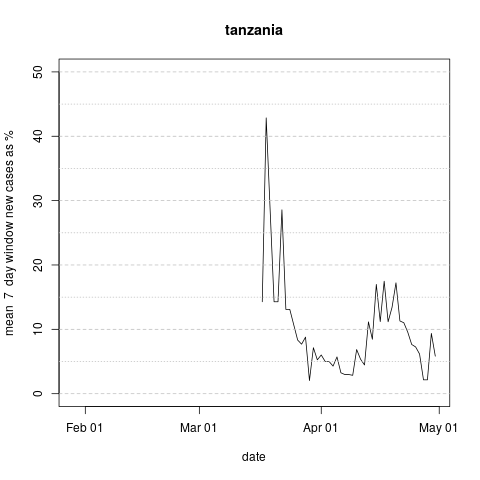 tanzania
mean 7 day window new cases as %
50
40
30
20
10
0
Feb 01
Mar 01
Apr 01
May 01
date